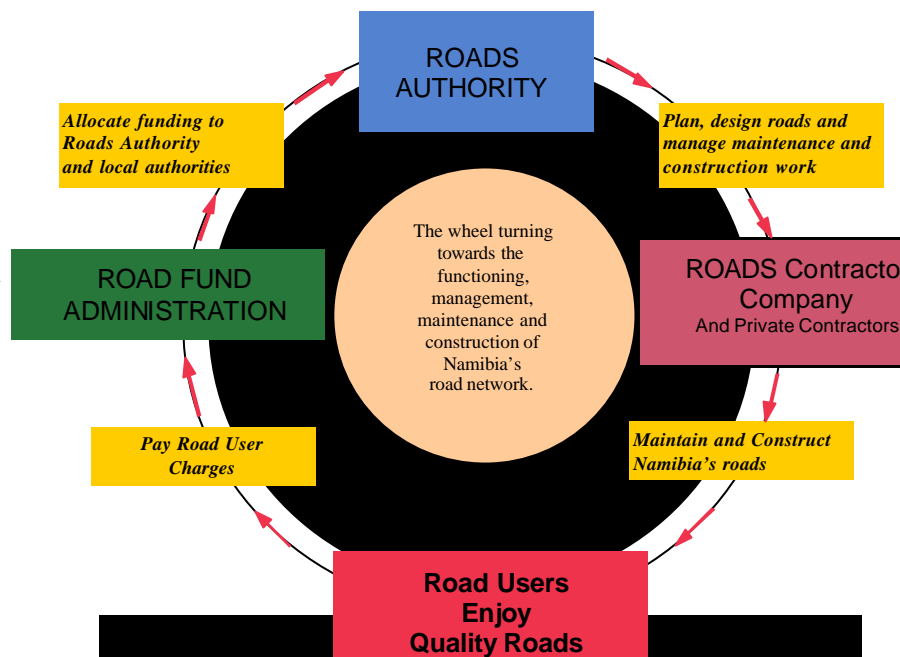 ROADS
AUTHORITY
Allocate funding to
Roads Authority
and local authorities
Plan, design roads and
manage maintenance and
construction work
The wheel turning
towards the
functioning,
management,
maintenance and
construction of
Namibia's
road network.
ROAD FUND
ADMINISTRATION
ROADS Contracto
Company
And Private Contractors
Pay Road User
Charges
Maintain and Construct
Namibia's roads
Road Users
Enjoy
Quality Roads